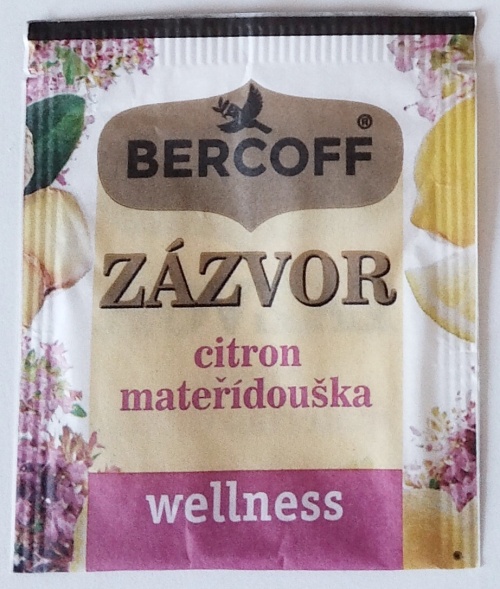 BERCOFF®
ZÁZVOR
citron
mateřídouška
wellness